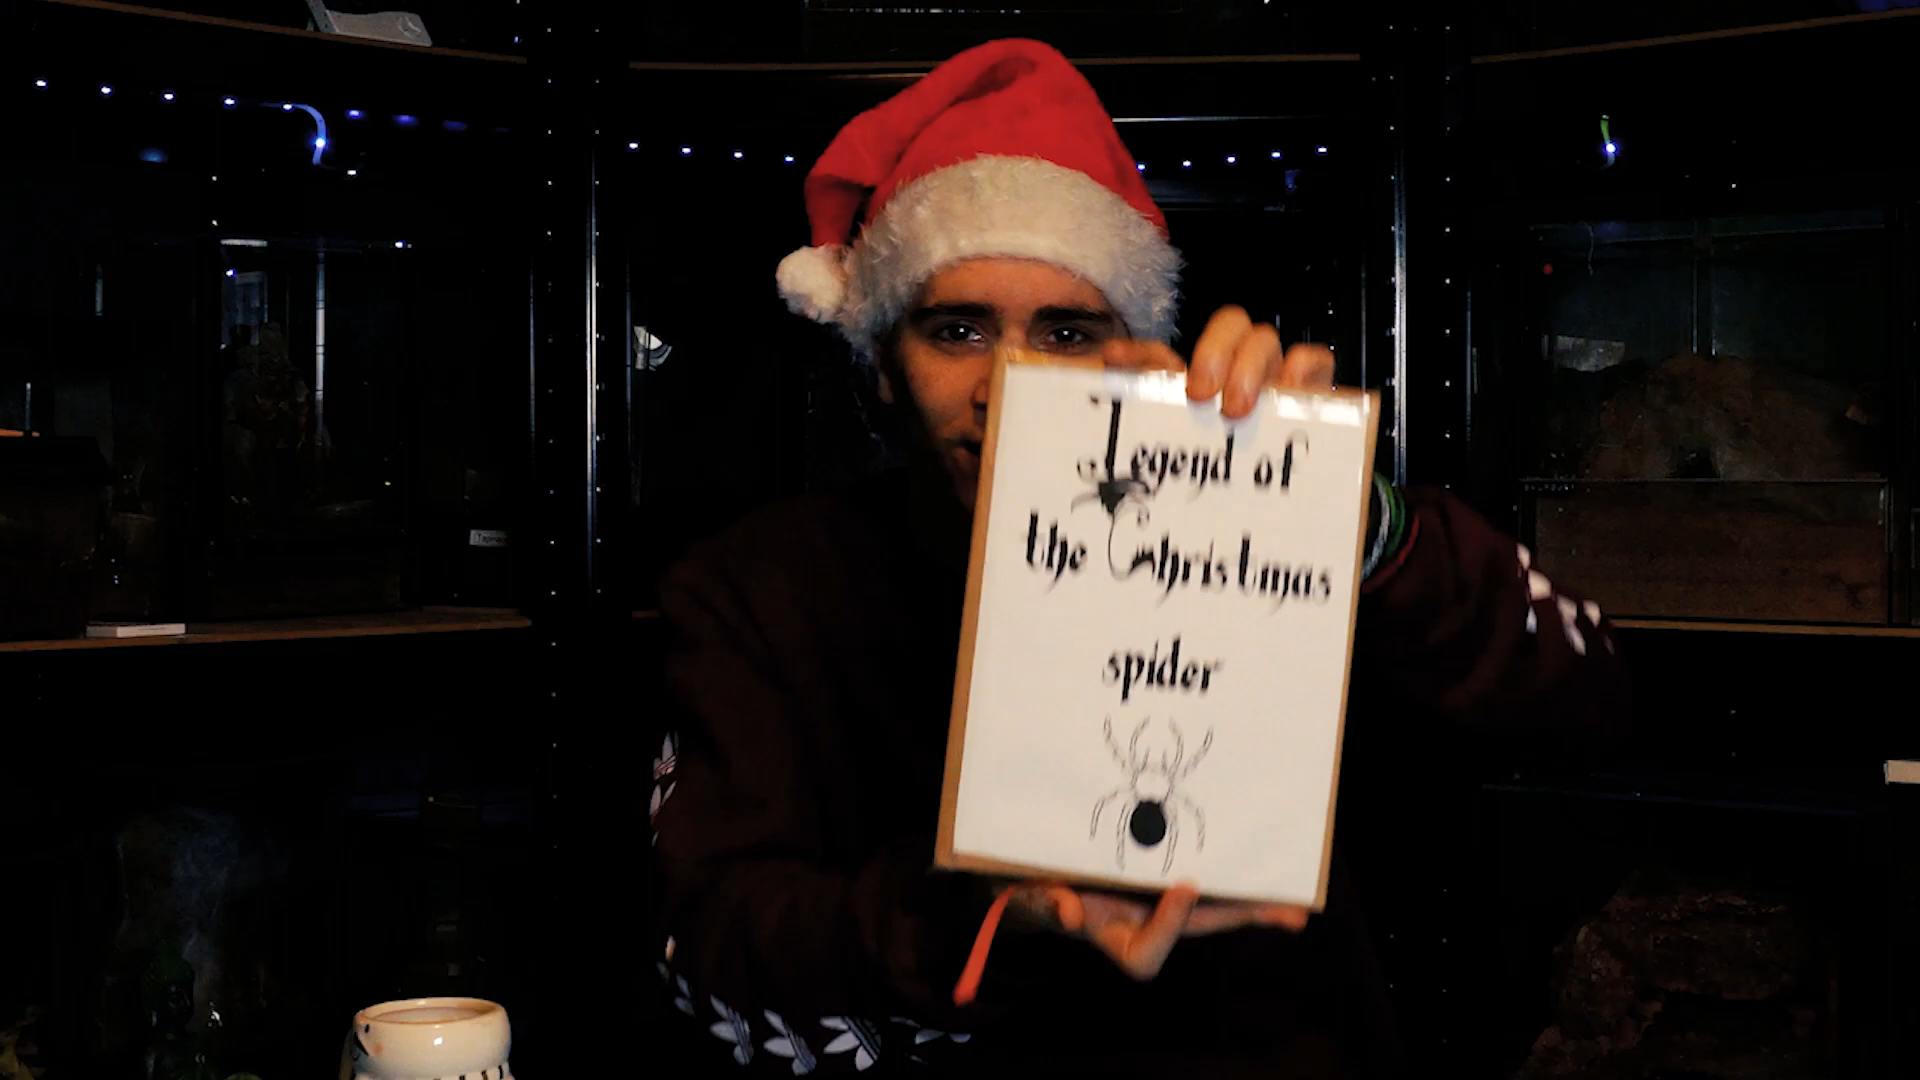 Legend of
the Christmas
spider